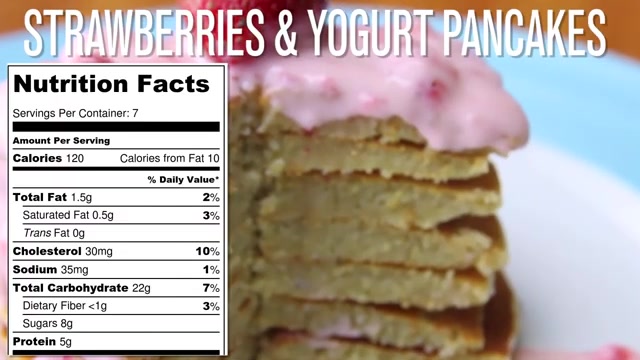 STRAWBERRIES & YOGURT PANCAKES
Nutrition Facts
Servings Per Container: 7
Amount Per Serving
Calories 120 Calories from Fat 10
% Daily Value*
Total Fat 1.5g 2%
Saturated Fat 0.5g 3%
Trans Fat 0g
Cholesterol 30mg 10%
Sodium 35mg 1%
Total Carbohydrate 22g 7%
Dietary Fiber <1g 3%
Sugars 8g
Protein 5g